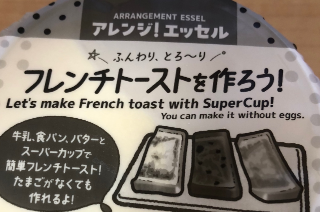 ARRANGEMENT ESSEL
アレンジ!エッセル
ふんわり、とろ〜り
フレンチトーストを作ろう!
Let's make French toast with SuperCup!
You can make it without eggs.
牛乳、食パン、バターと
スーパーカップで
簡単フレンチトースト!
たまごがなくても
作れるよ!